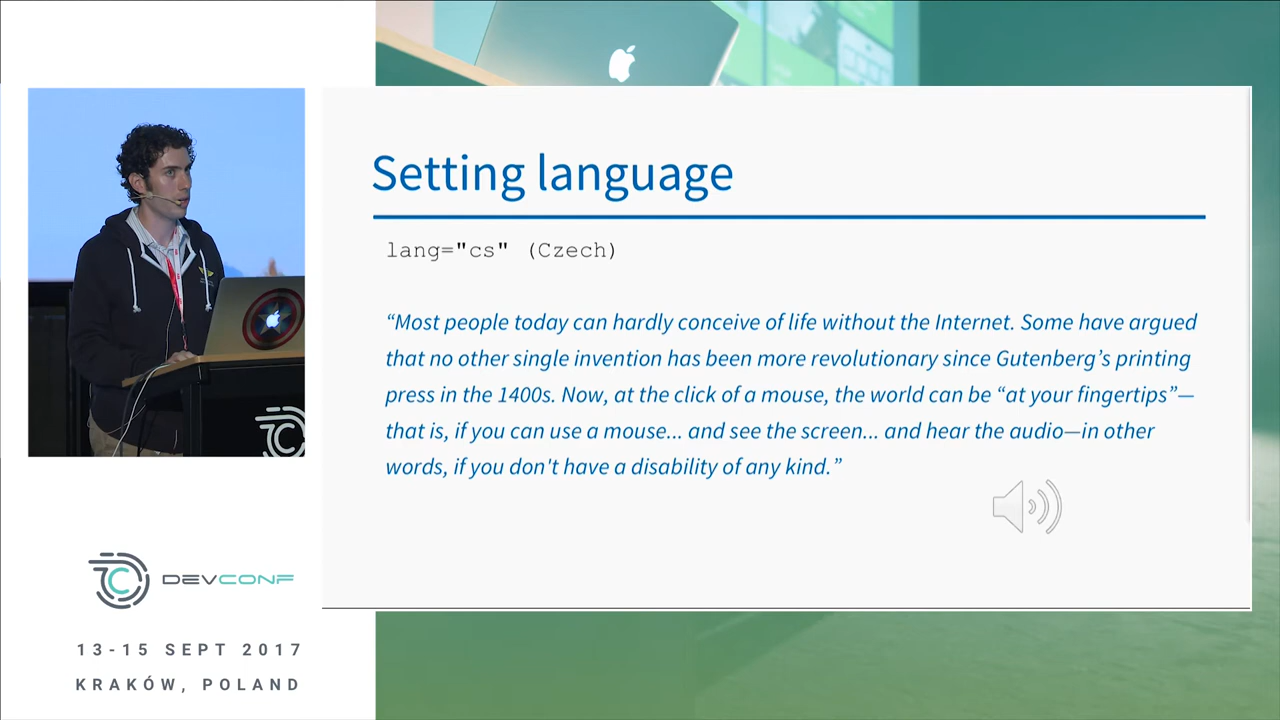 Setting language
lang="cs" (Czech)
“Most people today can hardly conceive of life without the Internet. Some have argued
that no other single invention has been more revolutionary since Gutenberg’s printing
press in the 1400s. Now, at the click of a mouse, the world can be “at your fingertips”—
that is, if you can use a mouse... and see the screen... and hear the audio—in other
words, if you don't have a disability of any kind.”
DEVCONF
13-15 SEPT 2017
KRAKÓW, POLAND